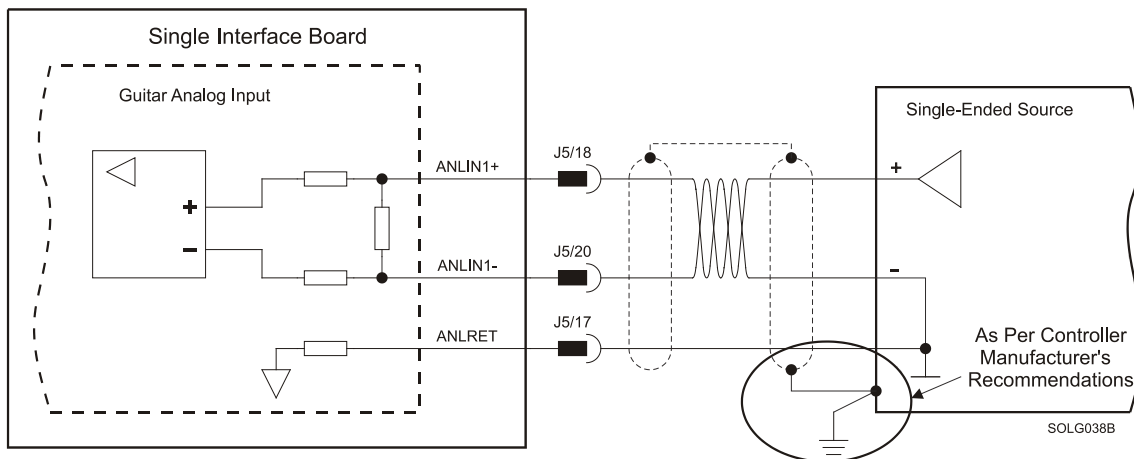 Single Interface Board
Guitar Analog Input
+
−
ANLIN1+
ANLIN1-
ANLRET
J5/18
J5/20
J5/17
Single-Ended Source
+
-
As Per Controller
Manufacturer's
Recommendations
SOLG038B